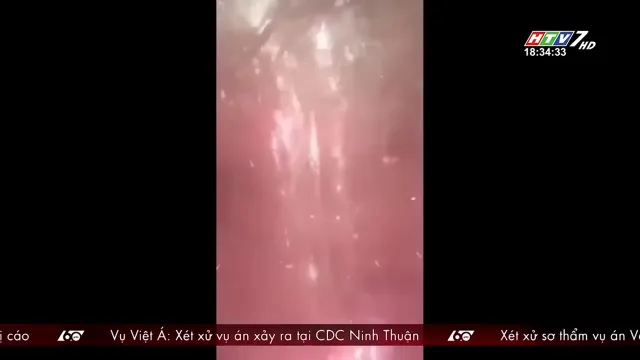 HTV7 HD
18:34:33
ị cáo 60 Vụ Việt Á: Xét xử vụ án xảy ra tại CDC Ninh Thuận 60 Xét xử sơ thẩm vụ án V